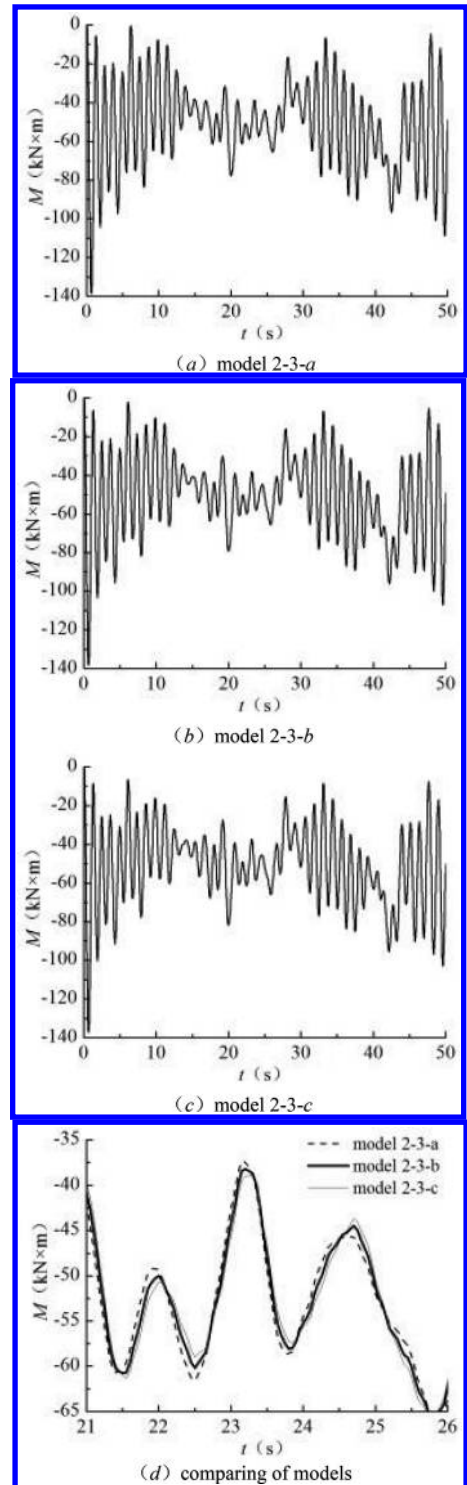 0
-20
-40
-60
-80
-100
-120
-140
M（kN×m）
0 10 20 30 40 50
t（s）
（a）model 2-3-a
0
-20
-40
-60
-80
-100
-120
-140
M（kN×m）
0 10 20 30 40 50
t（s）
（b）model 2-3-b
0
-20
-40
-60
-80
-100
-120
-140
M（kN×m）
0 10 20 30 40 50
t（s）
（c）model 2-3-c
-35
-40
-45
-50
-55
-60
-65
M（kN×m）
model 2-3-a
model 2-3-b
model 2-3-c
21 22 23 24 25 26
t（s）
（d）comparing of models